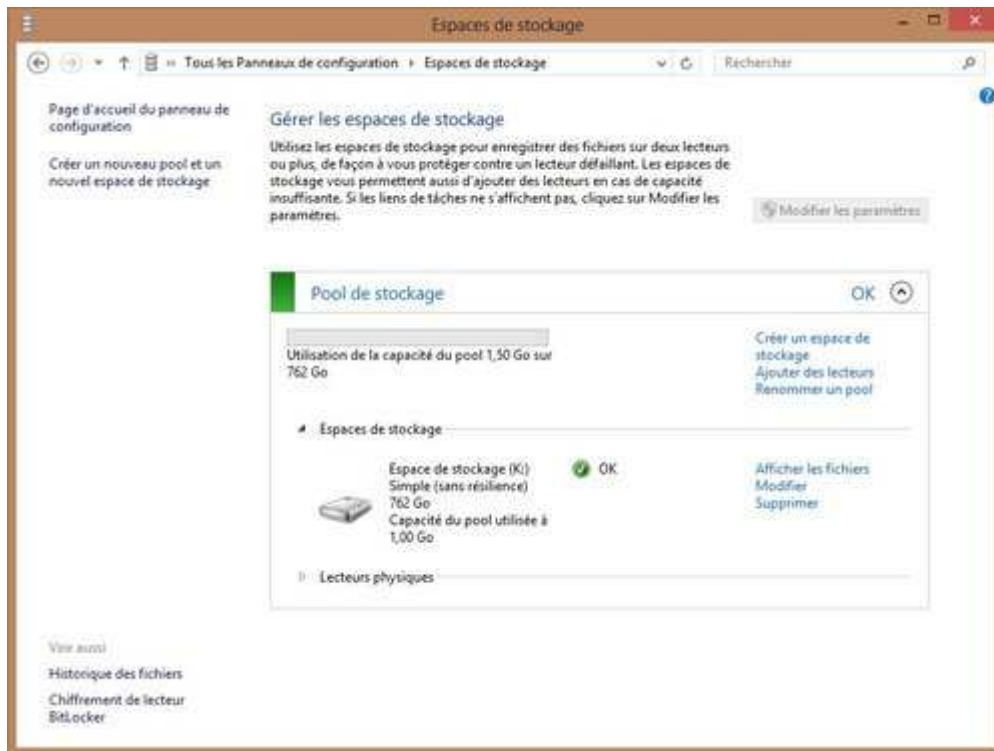 Espaces de stockage
Tous les Panneaux de configuration Espaces de stockage
Rechercher
Page d'accueil du panneau de
configuration
Créer un nouveau pool et un
nouvel espace de stockage
Gérer les espaces de stockage
Utilisez les espaces de stockage pour enregistrer des fichiers sur deux lecteurs
ou plus, de façon à vous protéger contre un lecteur défaillant. Les espaces de
stockage vous permettent aussi d'ajouter des lecteurs en cas de capacité
insuffisante. Si les liens de tâches ne s'affichent pas, cliquez sur Modifier les
paramètres.
Modifier les paramètres
Pool de stockage
OK
Utilisation de la capacité du pool 1,50 Go sur
762 Go
Créer un espace de
stockage
Ajouter des lecteurs
Renommer un pool
Espaces de stockage
Espace de stockage (K:)
Simple (sans résilience)
762 Go
Capacité du pool utilisée à
1,00 Go
OK
Afficher les fichiers
Modifier
Supprimer
Lecteurs physiques
Voir aussi
Historique des fichiers
Chiffrement de lecteur
BitLocker